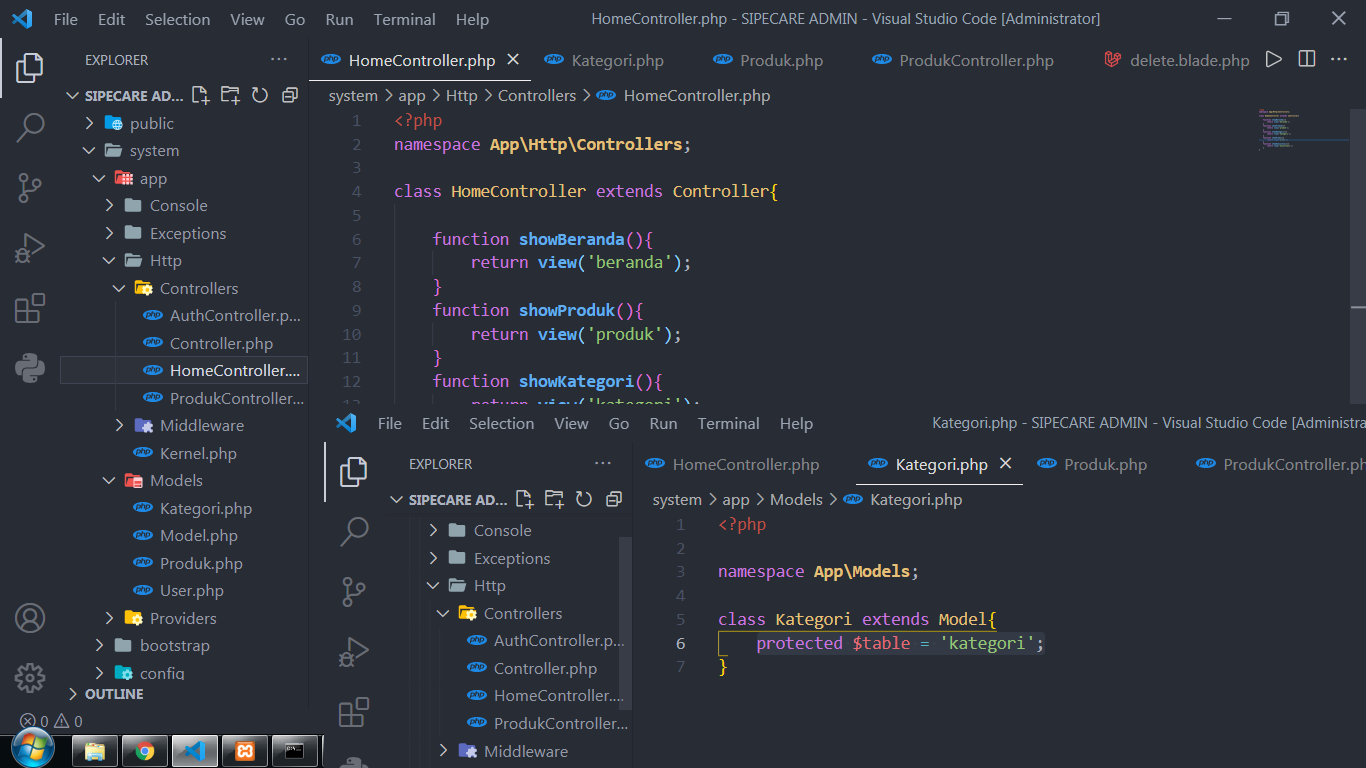 File Edit Selection View Go Run Terminal Help HomeController.php - SIPECARE ADMIN - Visual Studio Code [Administrator]
EXPLORER ··· HomeController.php Kategori.php Produk.php ProdukController.php delete.blade.php ···
SIPECARE AD... system > app > Http > Controllers > HomeController.php
public
system
app
Console
Exceptions
Http
Controllers
AuthController.p...
Controller.php
HomeController....
ProdukController...
Middleware
Kernel.php
Models
Kategori.php
Model.php
Produk.php
User.php
Providers
bootstrap
config
OUTLINE
0 0
1 <?php
2 namespace App\Http\Controllers;
3
4 class HomeController extends Controller{
5
6 function showBeranda(){
7 return view('beranda');
8 }
9 function showProduk(){
10 return view('produk');
11 }
12 function showKategori(){
13 return view('kategori');
File Edit Selection View Go Run Terminal Help Kategori.php - SIPECARE ADMIN - Visual Studio Code [Administra
EXPLORER ··· HomeController.php Kategori.php Produk.php ProdukController.ph
SIPECARE AD... system > app > Models > Kategori.php
Console
Exceptions
Http
Controllers
AuthController.p...
Controller.php
HomeController....
ProdukController...
Middleware
1 <?php
2
3 namespace App\Models;
4
5 class Kategori extends Model{
6 protected $table = 'kategori';
7 }